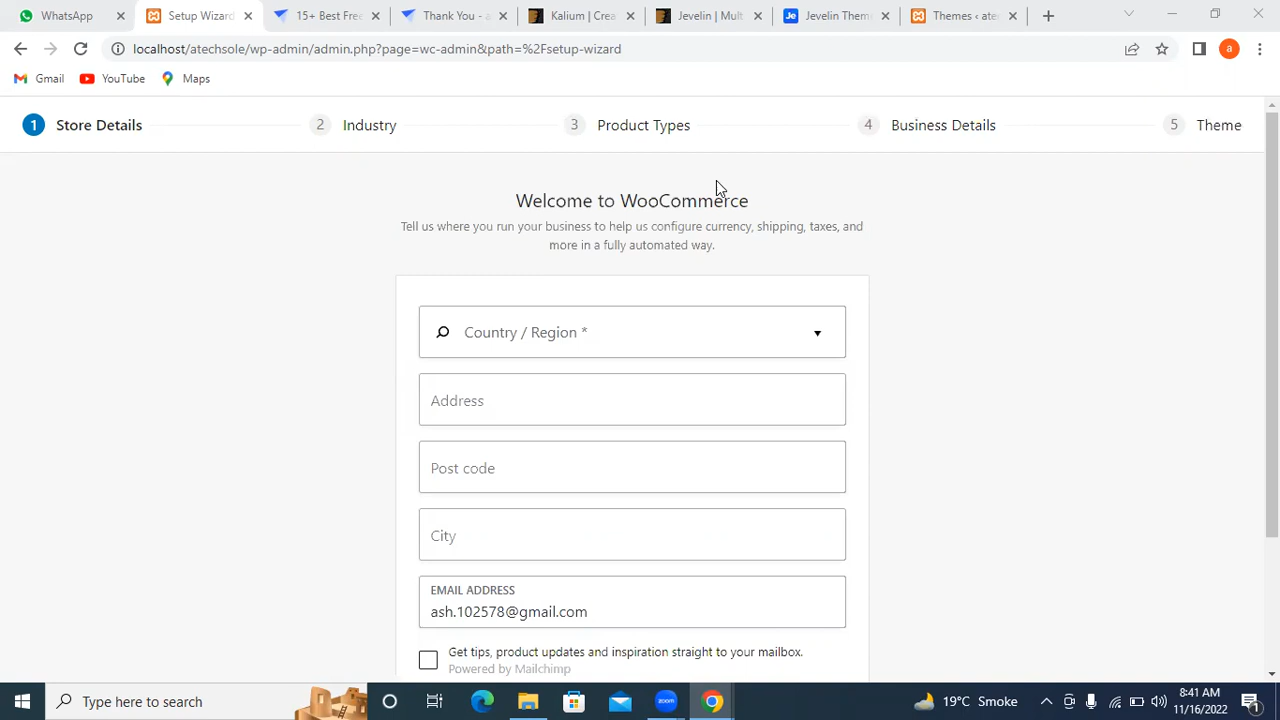 WhatsApp
Setup Wizard
15+ Best Fre
Thank You - a
Kalium | Crea
Jevelin | Mult
Jevelin Them
Themes ‹ ate
localhost/atechsole/wp-admin/admin.php?page=wc-admin&path=%2Fsetup-wizard
a
Gmail
YouTube
Maps
1 Store Details
2 Industry
3 Product Types
4 Business Details
5 Theme
Welcome to WooCommerce
Tell us where you run your business to help us configure currency, shipping, taxes, and
more in a fully automated way.
Country / Region *
Address
Post code
City
EMAIL ADDRESS
ash.102578@gmail.com
Get tips, product updates and inspiration straight to your mailbox.
Powered by Mailchimp
Type here to search
zoom
19°C Smoke
8:41 AM
11/16/2022
1